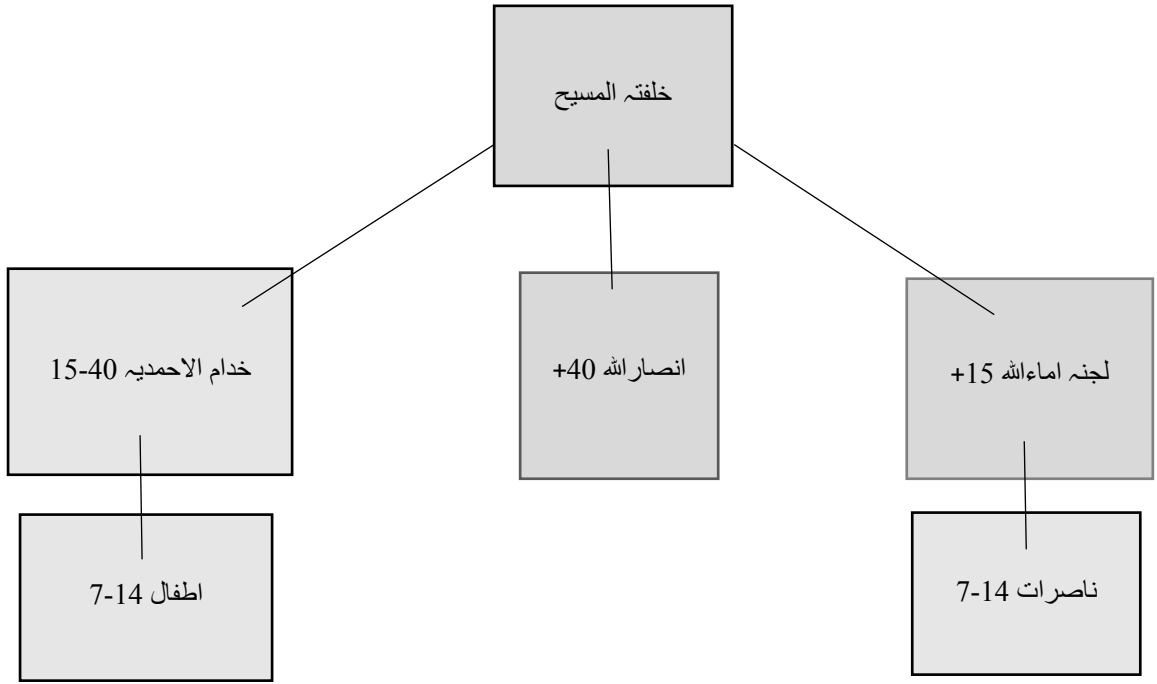 خلفتہ المسیح
لجنہ اماءاللہ 15+
انصاراللہ 40+
خدام الاحمدیہ 15-40
ناصرات 7-14
اطفال 7-14